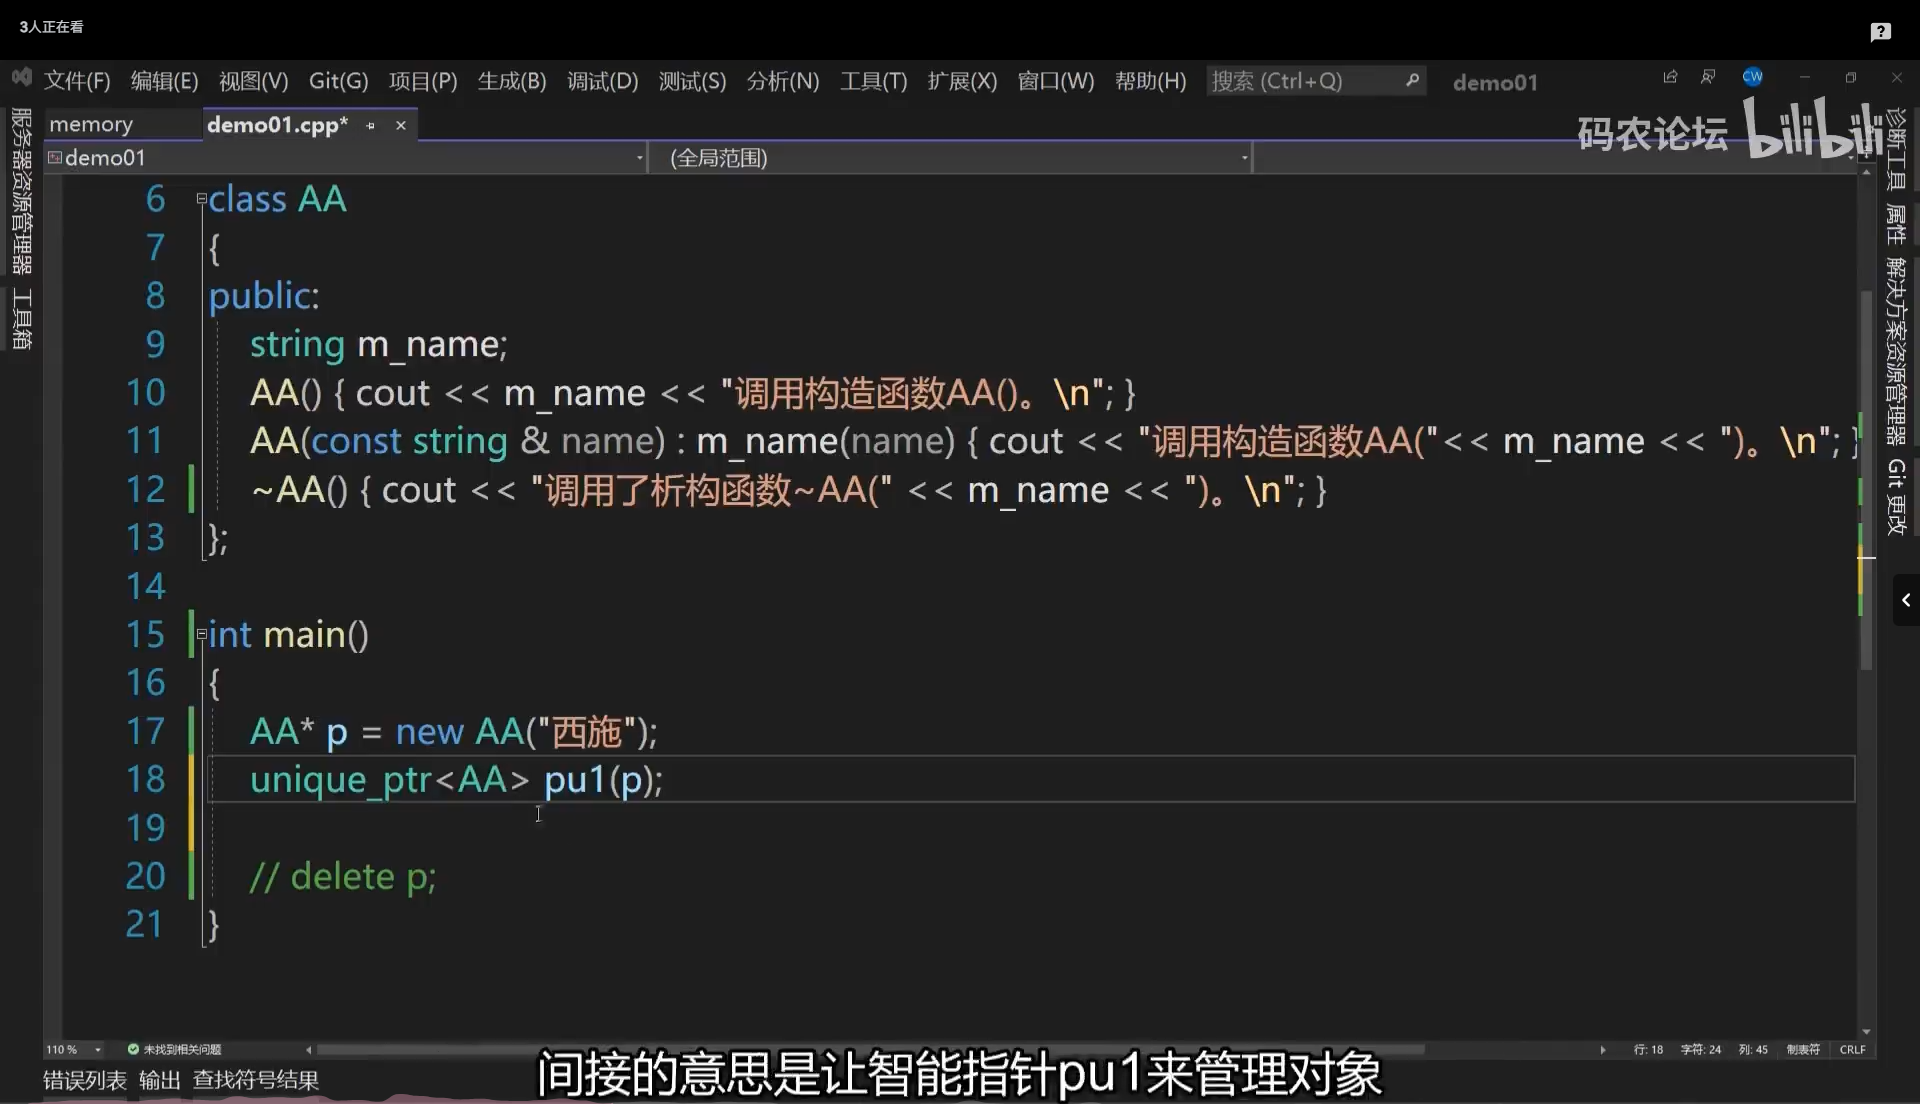 3人正在看
文件(F) 编辑(E) 视图(V) Git(G) 项目(P) 生成(B) 调试(D) 测试(S) 分析(N) 工具(T) 扩展(X) 窗口(W) 帮助(H) 搜索 (Ctrl+Q) demo01 CW
memory demo01.cpp*
码农论坛 bilibili
demo01 (全局范围)
服务器资源管理器 工具箱
6 class AA
7 {
8 public:
9 string m_name;
10 AA() { cout << m_name << "调用构造函数AA()。\n"; }
11 AA(const string & name) : m_name(name) { cout << "调用构造函数AA("<< m_name << ")。\n"; }
12 ~AA() { cout << "调用了析构函数~AA(" << m_name << ")。\n"; }
13 };
14
15 int main()
16 {
17 AA* p = new AA("西施");
18 unique_ptr<AA> pu1(p);
19
20 // delete p;
21 }
诊断工具 属性 解决方案资源管理器 Git 更改
110 % 未找到相关问题 行: 18 字符: 24 列: 45 制表符 CRLF
错误列表 输出 查找符号结果
间接的意思是让智能指针pu1来管理对象